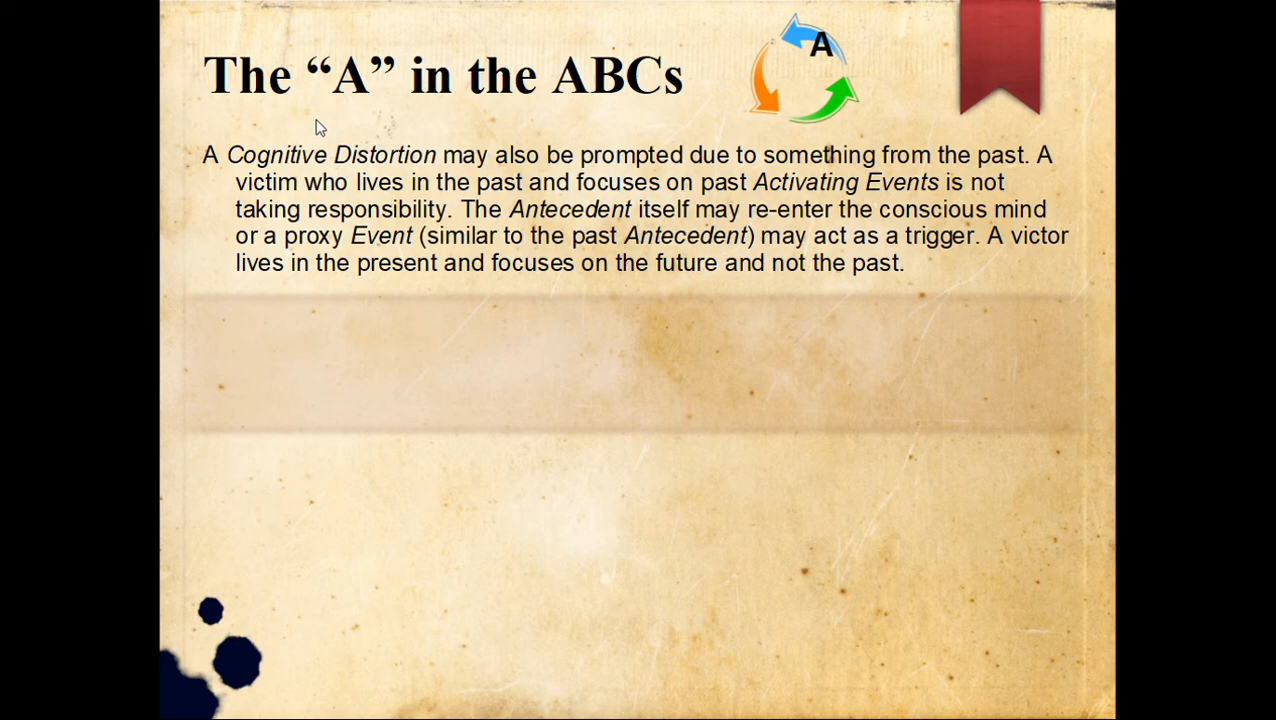 The “A” in the ABCs
A
A Cognitive Distortion may also be prompted due to something from the past. A
victim who lives in the past and focuses on past Activating Events is not
taking responsibility. The Antecedent itself may re-enter the conscious mind
or a proxy Event (similar to the past Antecedent) may act as a trigger. A victor
lives in the present and focuses on the future and not the past.